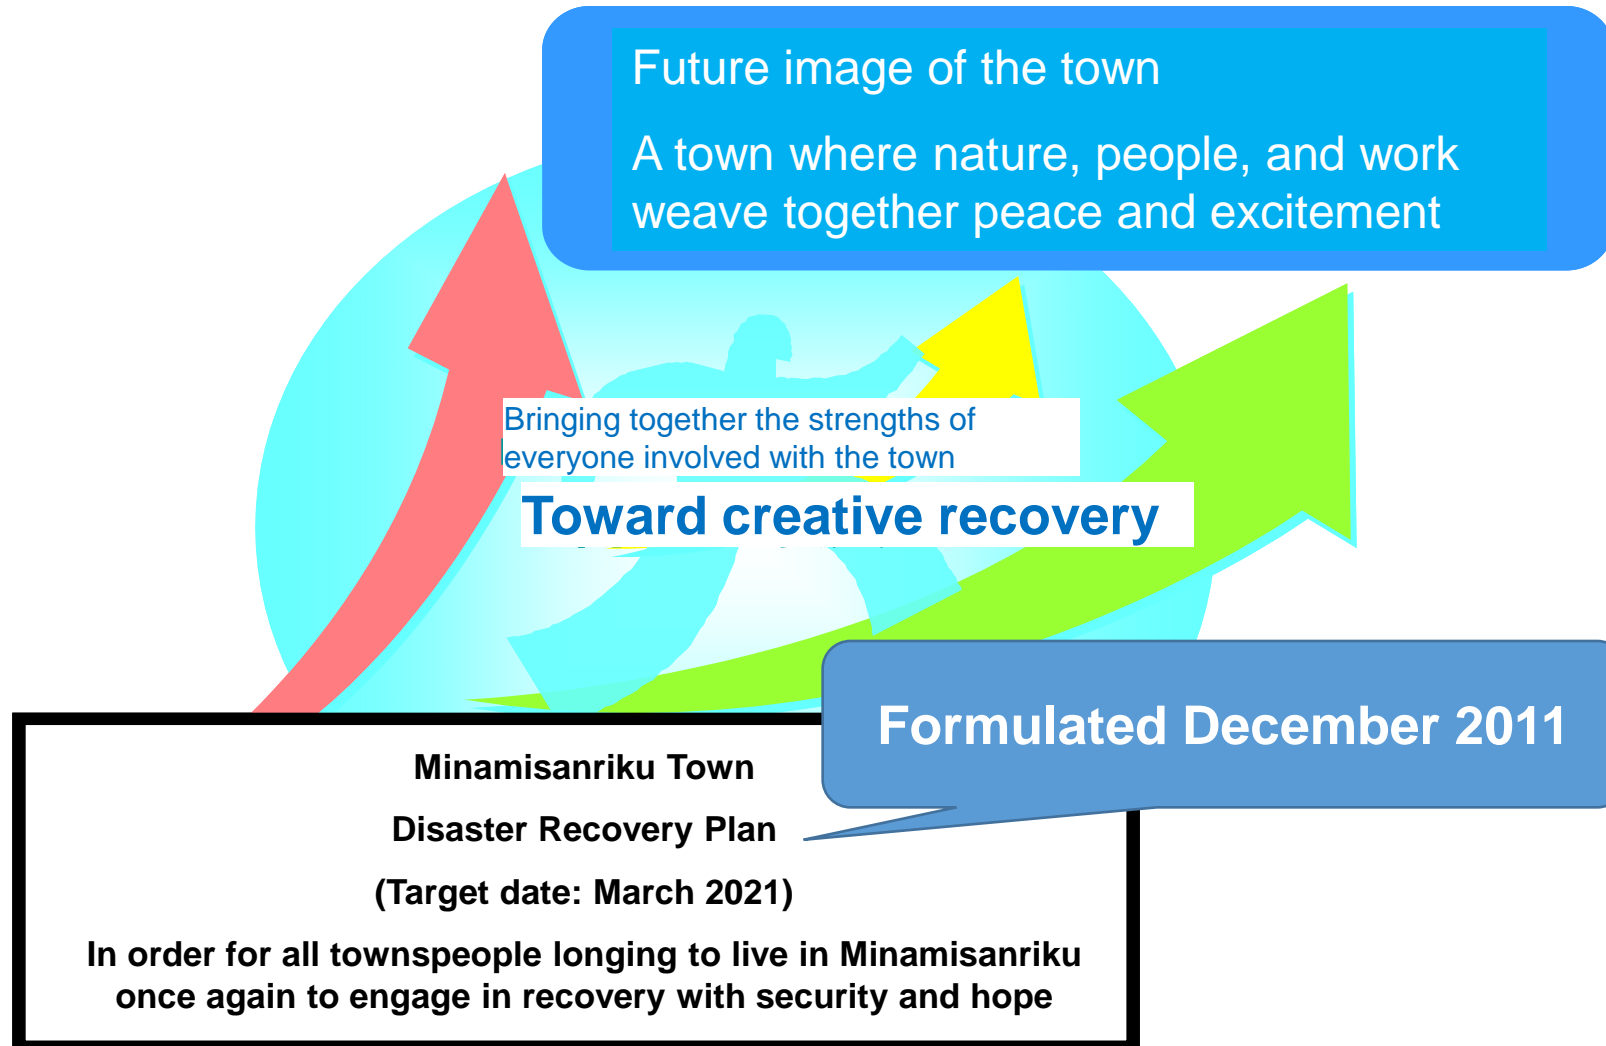 Future image of the town
A town where nature, people, and work
weave together peace and excitement
Bringing together the strengths of
everyone involved with the town
Toward creative recovery
Formulated December 2011
Minamisanriku Town
Disaster Recovery Plan
(Target date: March 2021)
In order for all townspeople longing to live in Minamisanriku
once again to engage in recovery with security and hope